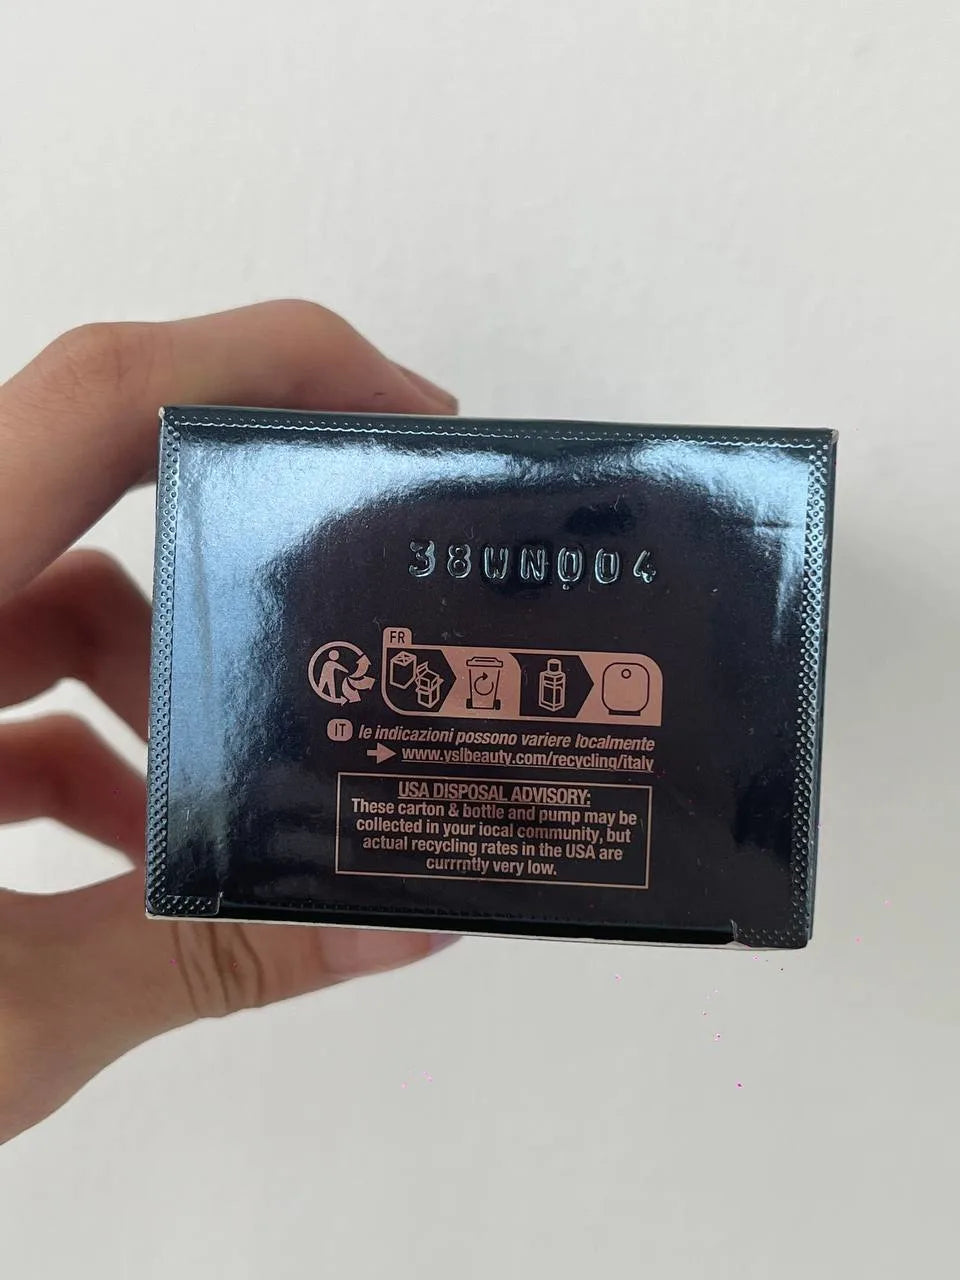 38WN004
FR
IT le indicazioni possono variere localmente
www.yslbeauty.com/recycling/italy
USA DISPOSAL ADVISORY:
These carton & bottle and pump may be
collected in your iocal community, but
actual recycling rates in the USA are
currrntly very low.